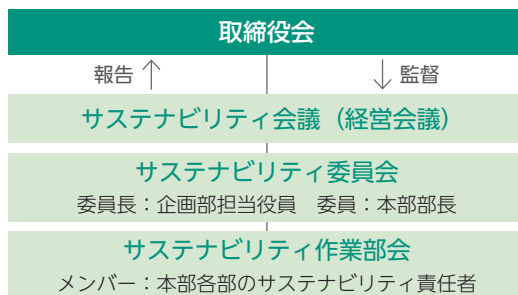 取締役会
報告 監督
サステナビリティ会議（経営会議）
サステナビリティ委員会
委員長：企画部担当役員　委員：本部部長
サステナビリティ作業部会
メンバー：本部各部のサステナビリティ責任者